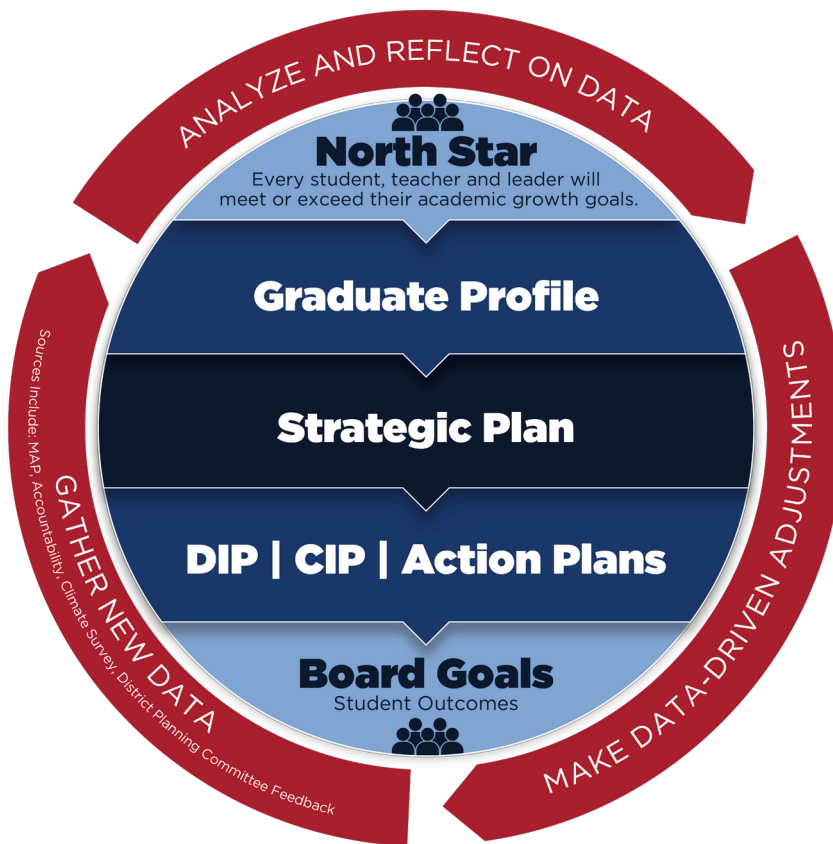 ANALYZE AND REFLECT ON DATA
North Star
Every student, teacher and leader will
meet or exceed their academic growth goals.
Graduate Profile
Strategic Plan
DIP | CIP | Action Plans
Board Goals
Student Outcomes
MAKE DATA-DRIVEN ADJUSTMENTS
GATHER NEW DATA
Sources Include: MAP, Accountability, Climate Survey, District Planning Committee Feedback